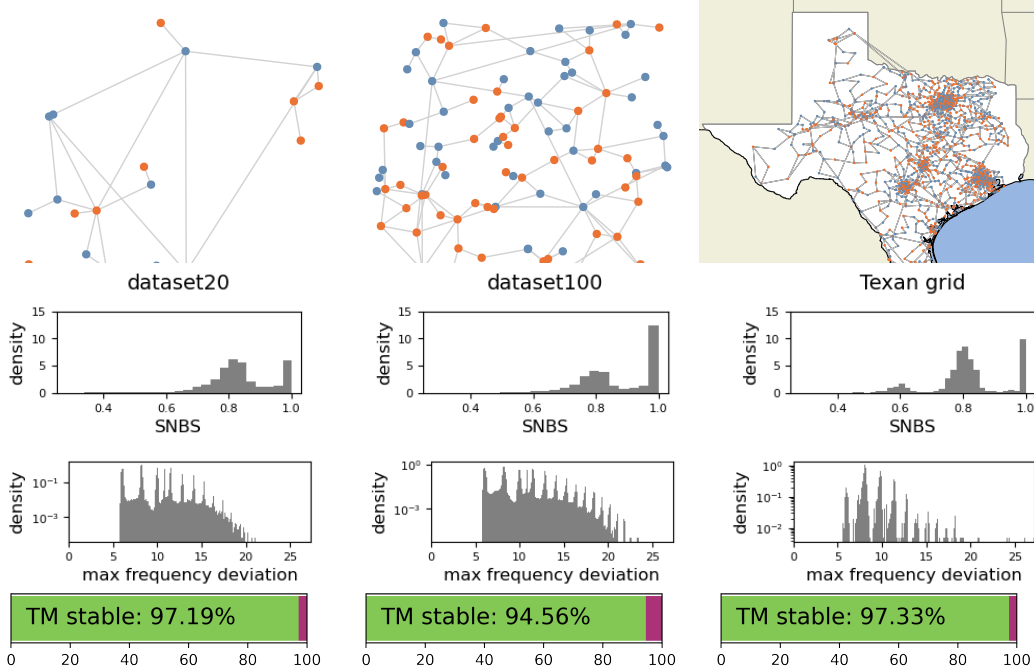 dataset20 dataset100 Texan grid
15 15 15
10 10 10
5 5 5
0 0 0
density density density
0.4 0.6 0.8 1.0 0.4 0.6 0.8 1.0 0.4 0.6 0.8 1.0
SNBS SNBS SNBS
10⁻¹ 10⁰ 10⁰
10⁻³ 10⁻³ 10⁻¹
10⁻²
density density density
0 5 10 15 20 25 0 5 10 15 20 25 0 5 10 15 20 25
max frequency deviation max frequency deviation max frequency deviation
TM stable: 97.19% TM stable: 94.56% TM stable: 97.33%
0 20 40 60 80 100 0 20 40 60 80 100 0 20 40 60 80 100